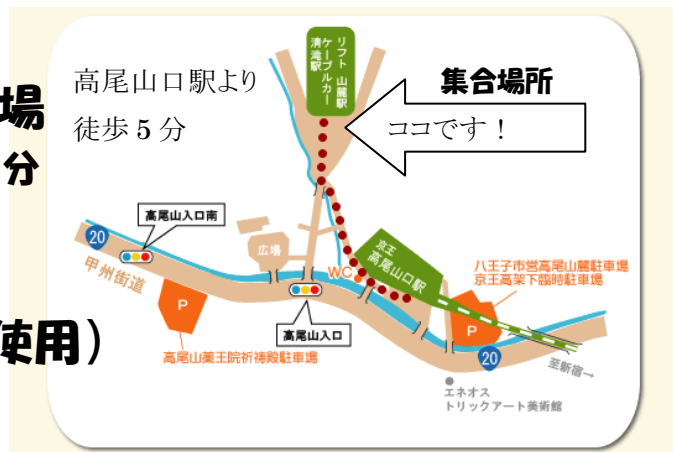 場
分
使用）
高尾山口駅より
徒歩 5 分
リフト 山麓駅
ケーブルカー
清滝駅
集合場所
ココです！
高尾山入口南
20
甲州街道
広場
WC
京王
高尾山口駅
八王子市営高尾山麓駐車場
京王高架下臨時駐車場
P
高尾山入口
P
高尾山薬王院祈祷殿駐車場
20
至新宿→
エネオス
トリックアート美術館